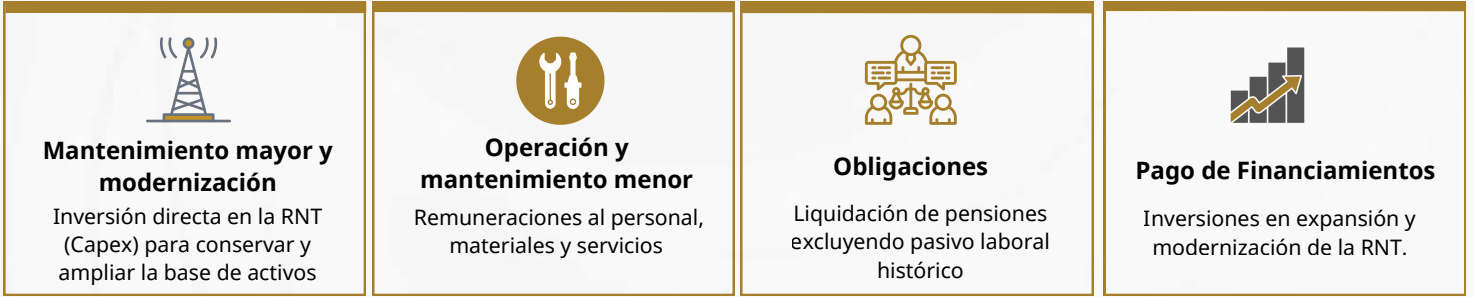 Mantenimiento mayor y
modernización
Inversión directa en la RNT
(Capex) para conservar y
ampliar la base de activos
Operación y
mantenimiento menor
Remuneraciones al personal,
materiales y servicios
Obligaciones
Liquidación de pensiones
excluyendo pasivo laboral
histórico
Pago de Financiamientos
Inversiones en expansión y
modernización de la RNT.